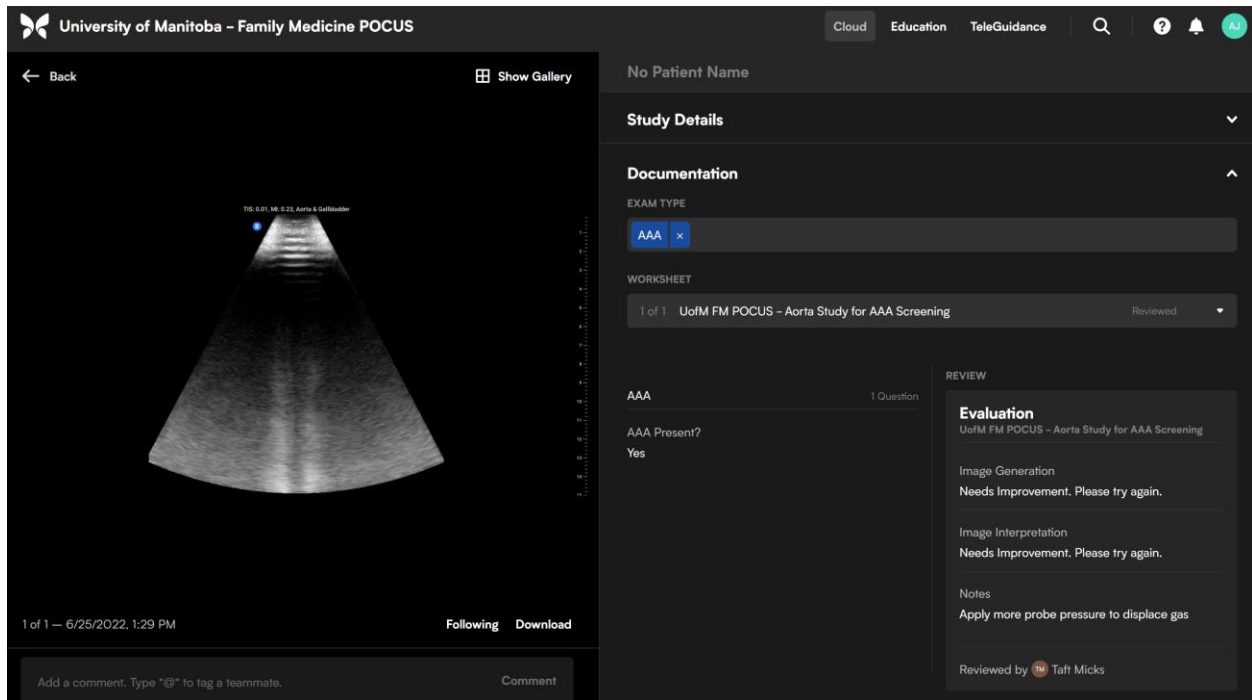 University of Manitoba – Family Medicine POCUS
Cloud
Education
TeleGuidance
?
AJ
← Back
Show Gallery
TIS: 0.01, MI: 0.23, Aorta & Gallbladder
1 of 1 — 6/25/2022, 1:29 PM
Following
Download
Add a comment. Type "@" to tag a teammate.
Comment
No Patient Name
Study Details
Documentation
EXAM TYPE
AAA ×
WORKSHEET
1 of 1 UofM FM POCUS – Aorta Study for AAA Screening
Reviewed
AAA
1 Question
AAA Present?
Yes
REVIEW
Evaluation
UofM FM POCUS – Aorta Study for AAA Screening
Image Generation
Needs Improvement. Please try again.
Image Interpretation
Needs Improvement. Please try again.
Notes
Apply more probe pressure to displace gas
Reviewed by TM Taft Micks